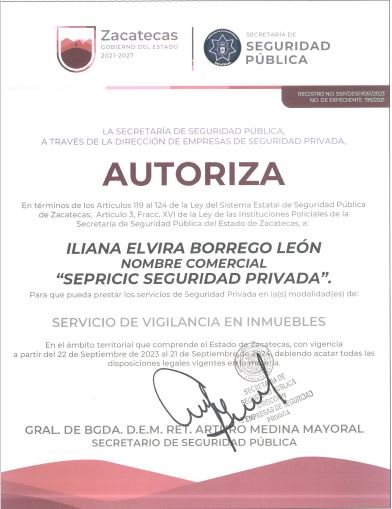 Zacatecas
GOBIERNO DEL ESTADO
2021-2027
SECRETARÍA DE
SEGURIDAD
PÚBLICA
REGISTRO NO. SSP/DESP/051/2023
NO. DE EXPEDIENTE. 195/2021
LA SECRETARÍA DE SEGURIDAD PÚBLICA,
A TRAVÉS DE LA DIRECCIÓN DE EMPRESAS DE SEGURIDAD PRIVADA,
AUTORIZA
En términos de los Artículos 119 al 124 de la Ley del Sistema Estatal de Seguridad Pública
de Zacatecas; Artículo 3, Fracc. XVI de la Ley de las Instituciones Policiales de la
Secretaría de Seguridad Pública del Estado de Zacatecas, a:
ILIANA ELVIRA BORREGO LEÓN
NOMBRE COMERCIAL
“SEPRICIC SEGURIDAD PRIVADA”.
Para que pueda prestar los servicios de Seguridad Privada en la(s) modalidad(es) de:
SERVICIO DE VIGILANCIA EN INMUEBLES
En el ámbito territorial que comprende el Estado de Zacatecas, con vigencia
a partir del 22 de Septiembre de 2023 al 21 de Septiembre de 2024, debiendo acatar todas las
disposiciones legales vigentes en la materia.
SECRETARÍA DE
SEGURIDAD PÚBLICA
DIRECCIÓN
EMPRESAS DE SEGURIDAD
PRIVADA
GRAL. DE BGDA. D.E.M. RET. ARTURO MEDINA MAYORAL
SECRETARIO DE SEGURIDAD PÚBLICA